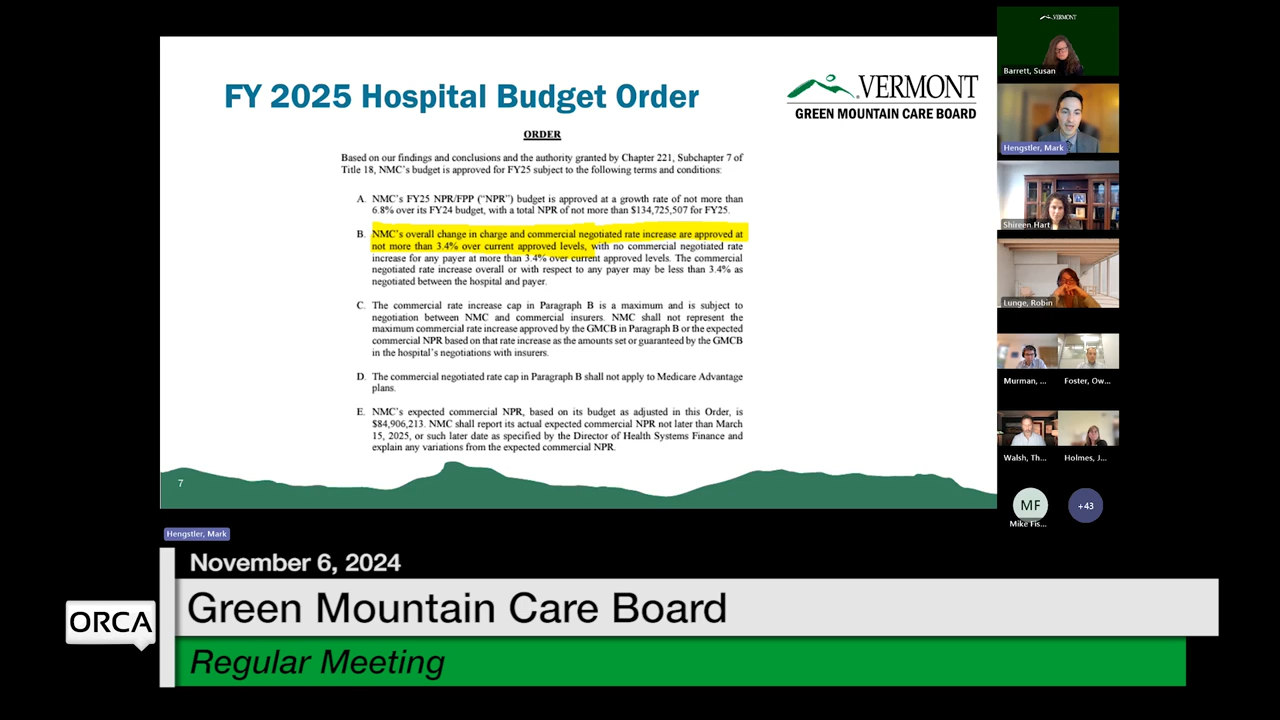 VERMONT
Barrett, Susan
FY 2025 Hospital Budget Order
VERMONT
GREEN MOUNTAIN CARE BOARD
ORDER
Based on our findings and conclusions and the authority granted by Chapter 221, Subchapter 7 of
Title 18, NMC's budget is approved for FY25 subject to the following terms and conditions:
A. NMC's FY25 NPR/FPP ("NPR") budget is approved at a growth rate of not more than
6.8% over its FY24 budget, with a total NPR of not more than $134,725,507 for FY25.
B. NMC's overall change in charge and commercial negotiated rate increase are approved at
not more than 3.4% over current approved levels, with no commercial negotiated rate
increase for any payer at more than 3.4% over current approved levels. The commercial
negotiated rate increase overall or with respect to any payer may be less than 3.4% as
negotiated between the hospital and payer.
C. The commercial rate increase cap in Paragraph B is a maximum and is subject to
negotiation between NMC and commercial insurers. NMC shall not represent the
maximum commercial rate increase approved by the GMCB in Paragraph B or the expected
commercial NPR based on that rate increase as the amounts set or guaranteed by the GMCB
in the hospital's negotiations with insurers.
D. The commercial negotiated rate cap in Paragraph B shall not apply to Medicare Advantage
plans.
E. NMC's expected commercial NPR, based on its budget as adjusted in this Order, is
$84,906,213. NMC shall report its actual expected commercial NPR not later than March
15, 2025, or such later date as specified by the Director of Health Systems Finance and
explain any variations from the expected commercial NPR.
7
Hengstler, Mark
Shireen Hart
Lunge, Robin
Murman, ...
Foster, Ow...
Walsh, Th...
Holmes, J...
MF
+43
Mike Fis...
Hengstler, Mark
November 6, 2024
ORCA
Green Mountain Care Board
Regular Meeting